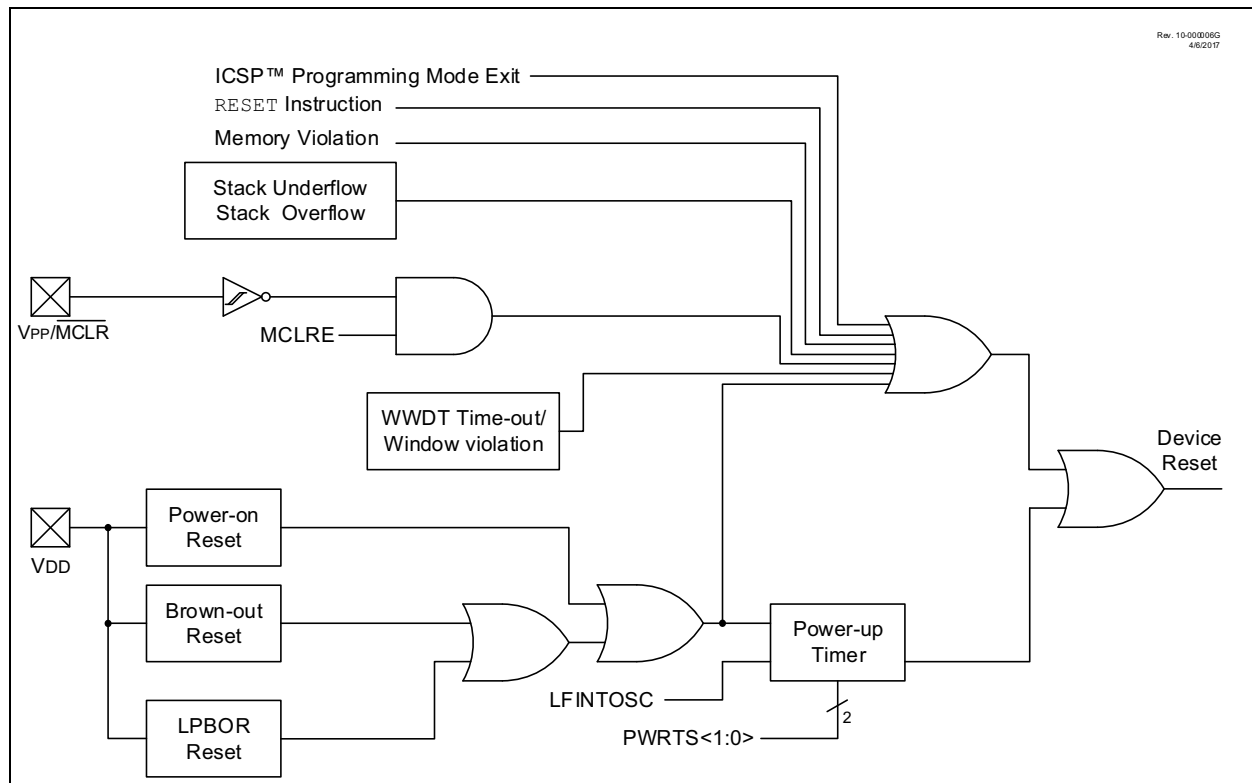 Rev. 10-000006G
4/6/2017
ICSP™ Programming Mode Exit
RESET Instruction
Memory Violation
Stack Underflow
Stack Overflow
VPP/MCLR
MCLRE
WWDT Time-out/
Window violation
Device
Reset
VDD
Power-on
Reset
Brown-out
Reset
LPBOR
Reset
Power-up
Timer
LFINTOSC
2
PWRTS<1:0>